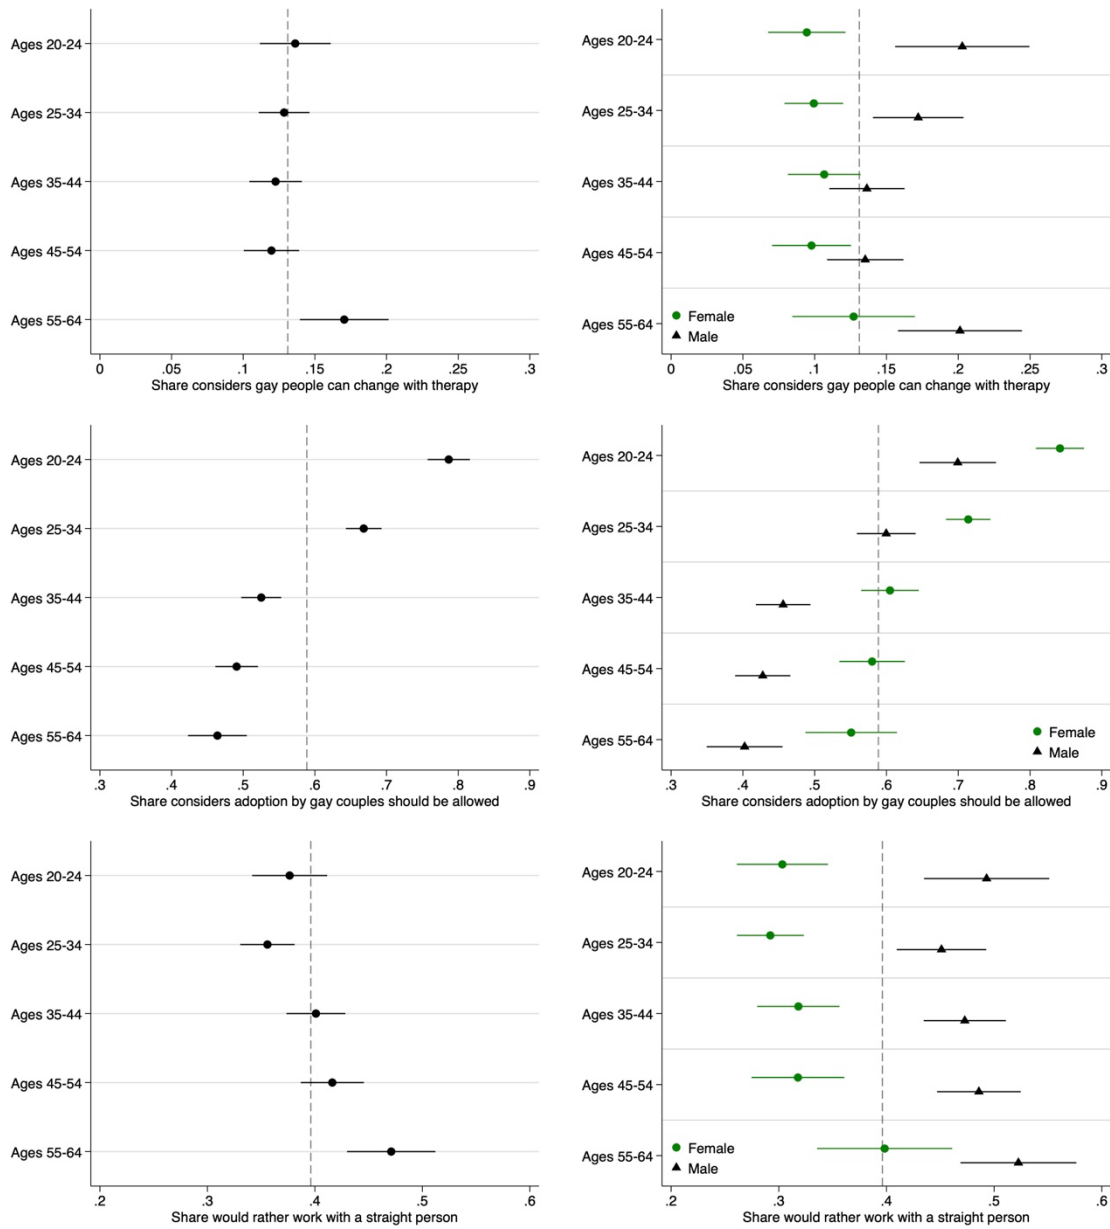 Ages 20-24
Ages 25-34
Ages 35-44
Ages 45-54
Ages 55-64
0 .05 .1 .15 .2 .25 .3
Share considers gay people can change with therapy
Ages 20-24
Ages 25-34
Ages 35-44
Ages 45-54
Ages 55-64
Female
Male
0 .05 .1 .15 .2 .25 .3
Share considers gay people can change with therapy
Ages 20-24
Ages 25-34
Ages 35-44
Ages 45-54
Ages 55-64
.3 .4 .5 .6 .7 .8 .9
Share considers adoption by gay couples should be allowed
Ages 20-24
Ages 25-34
Ages 35-44
Ages 45-54
Ages 55-64
Female
Male
.3 .4 .5 .6 .7 .8 .9
Share considers adoption by gay couples should be allowed
Ages 20-24
Ages 25-34
Ages 35-44
Ages 45-54
Ages 55-64
.2 .3 .4 .5 .6
Share would rather work with a straight person
Ages 20-24
Ages 25-34
Ages 35-44
Ages 45-54
Ages 55-64
Female
Male
.2 .3 .4 .5 .6
Share would rather work with a straight person